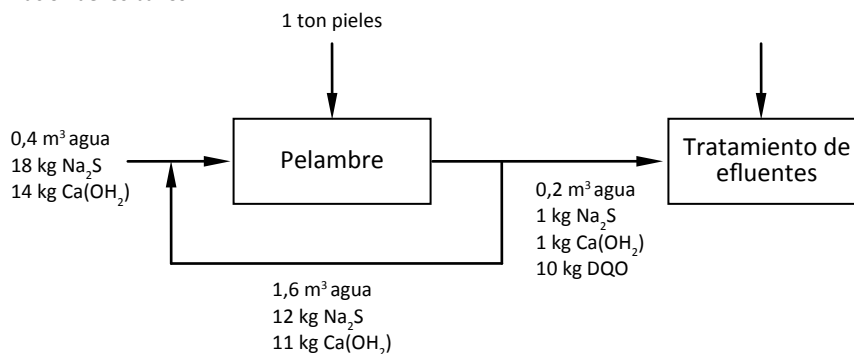 1 ton pieles
0,4 m³ agua
18 kg Na₂S
14 kg Ca(OH₂)
Pelambre
Tratamiento de
efluentes
0,2 m³ agua
1 kg Na₂S
1 kg Ca(OH₂)
10 kg DQO
1,6 m³ agua
12 kg Na₂S
11 kg Ca(OH₂)